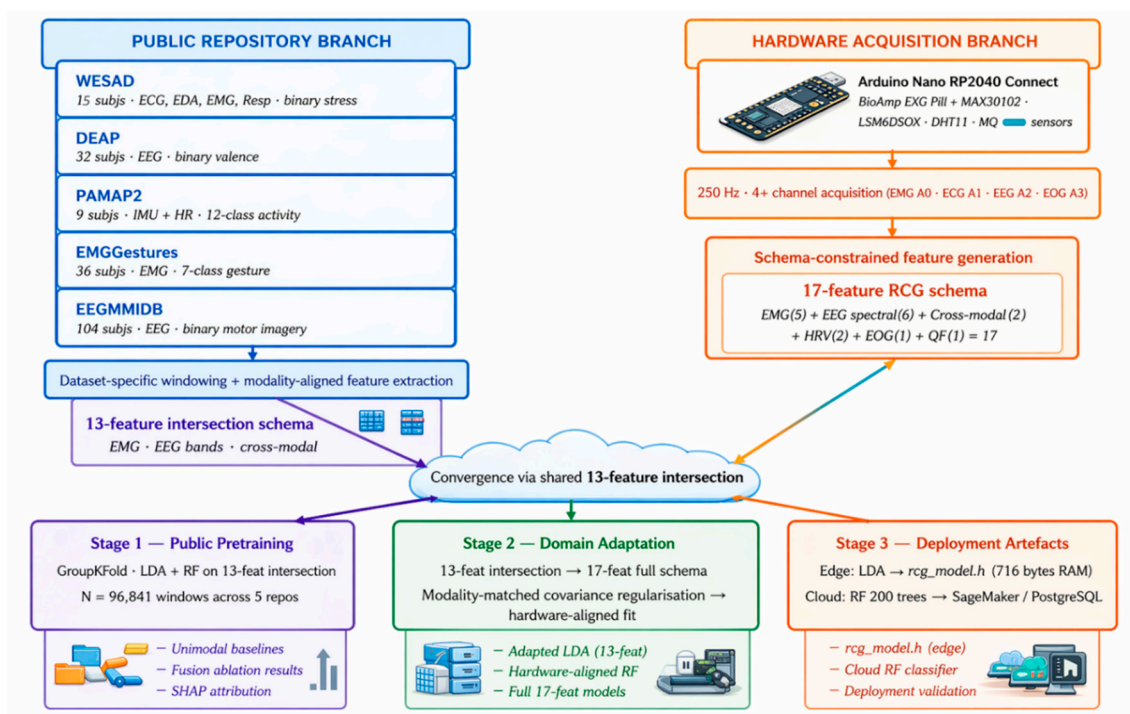 PUBLIC REPOSITORY BRANCH
WESAD
15 subjs · ECG, EDA, EMG, Resp · binary stress
DEAP
32 subjs · EEG · binary valence
PAMAP2
9 subjs · IMU + HR · 12-class activity
EMGGestures
36 subjs · EMG · 7-class gesture
EEGMMIDB
104 subjs · EEG · binary motor imagery
Dataset-specific windowing + modality-aligned feature extraction
13-feature intersection schema
EMG · EEG bands · cross-modal
HARDWARE ACQUISITION BRANCH
Arduino Nano RP2040 Connect
BioAmp EXG Pill + MAX30102 ·
LSM6DSOX · DHT11 · MQ sensors
250 Hz · 4+ channel acquisition (EMG A0 · ECG A1 · EEG A2 · EOG A3)
Schema-constrained feature generation
17-feature RCG schema
EMG(5) + EEG spectral(6) + Cross-modal(2)
+ HRV(2) + EOG(1) + QF(1) = 17
Convergence via shared 13-feature intersection
Stage 1 — Public Pretraining
GroupKFold · LDA + RF on 13-feat intersection
N = 96,841 windows across 5 repos
– Unimodal baselines
– Fusion ablation results
– SHAP attribution
Stage 2 — Domain Adaptation
13-feat intersection → 17-feat full schema
Modality-matched covariance regularisation →
hardware-aligned fit
– Adapted LDA (13-feat)
– Hardware-aligned RF
– Full 17-feat models
Stage 3 — Deployment Artefacts
Edge: LDA → rcg_model.h (716 bytes RAM)
Cloud: RF 200 trees → SageMaker / PostgreSQL
– rcg_model.h (edge)
– Cloud RF classifier
– Deployment validation